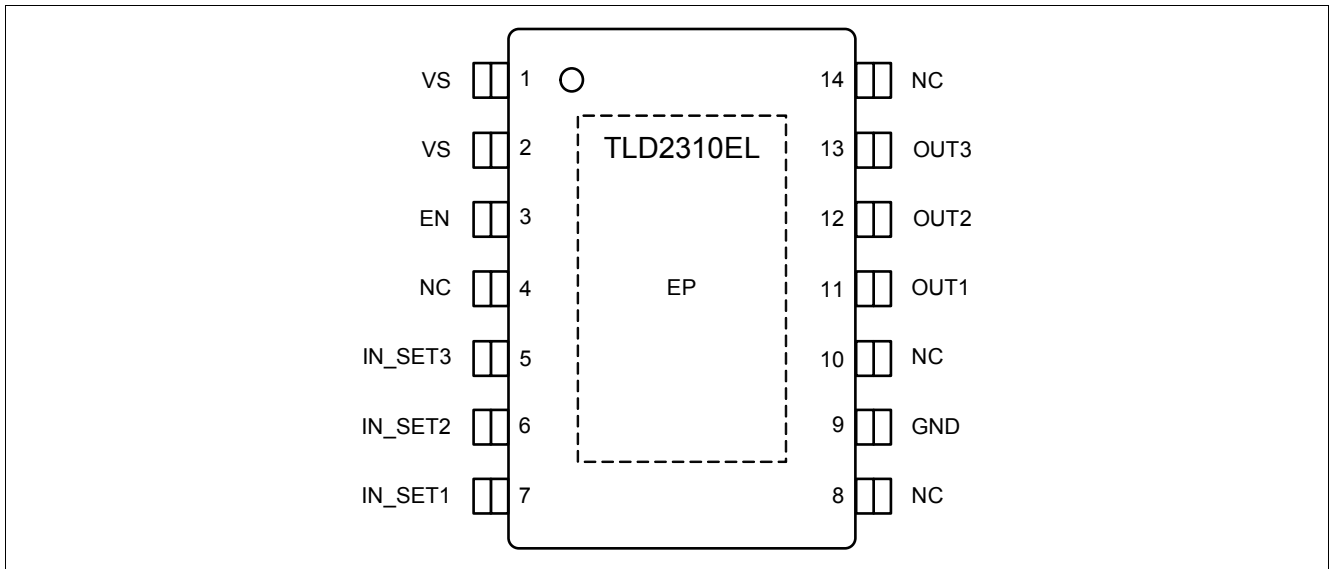 VS 1 14 NC
VS 2 TLD2310EL 13 OUT3
EN 3 12 OUT2
NC 4 EP 11 OUT1
IN_SET3 5 10 NC
IN_SET2 6 9 GND
IN_SET1 7 8 NC